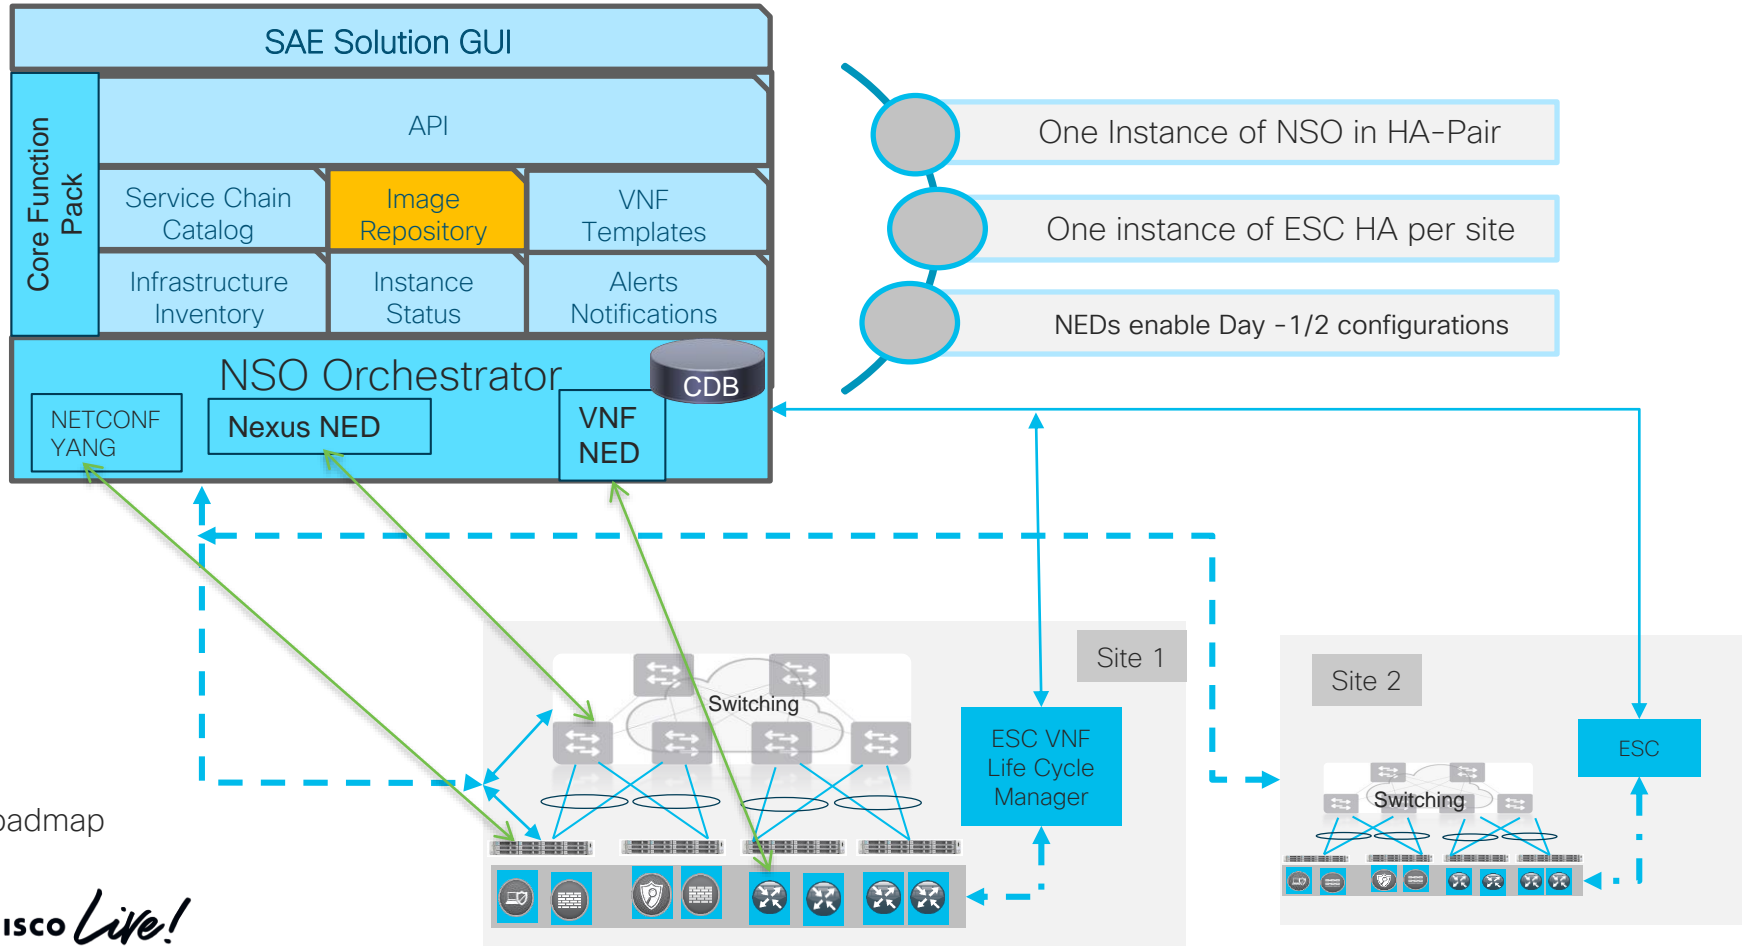 SAE Solution GUI
Core Function
Pack
API
Service Chain
Catalog
Image
Repository
VNF
Templates
Infrastructure
Inventory
Instance
Status
Alerts
Notifications
NSO Orchestrator
CDB
NETCONF
YANG
Nexus NED
VNF
NED
One Instance of NSO in HA-Pair
One instance of ESC HA per site
NEDs enable Day -1/2 configurations
Site 1
Switching
ESC VNF
Life Cycle
Manager
Site 2
ESC
Switching
oadmap
ISCO Live!